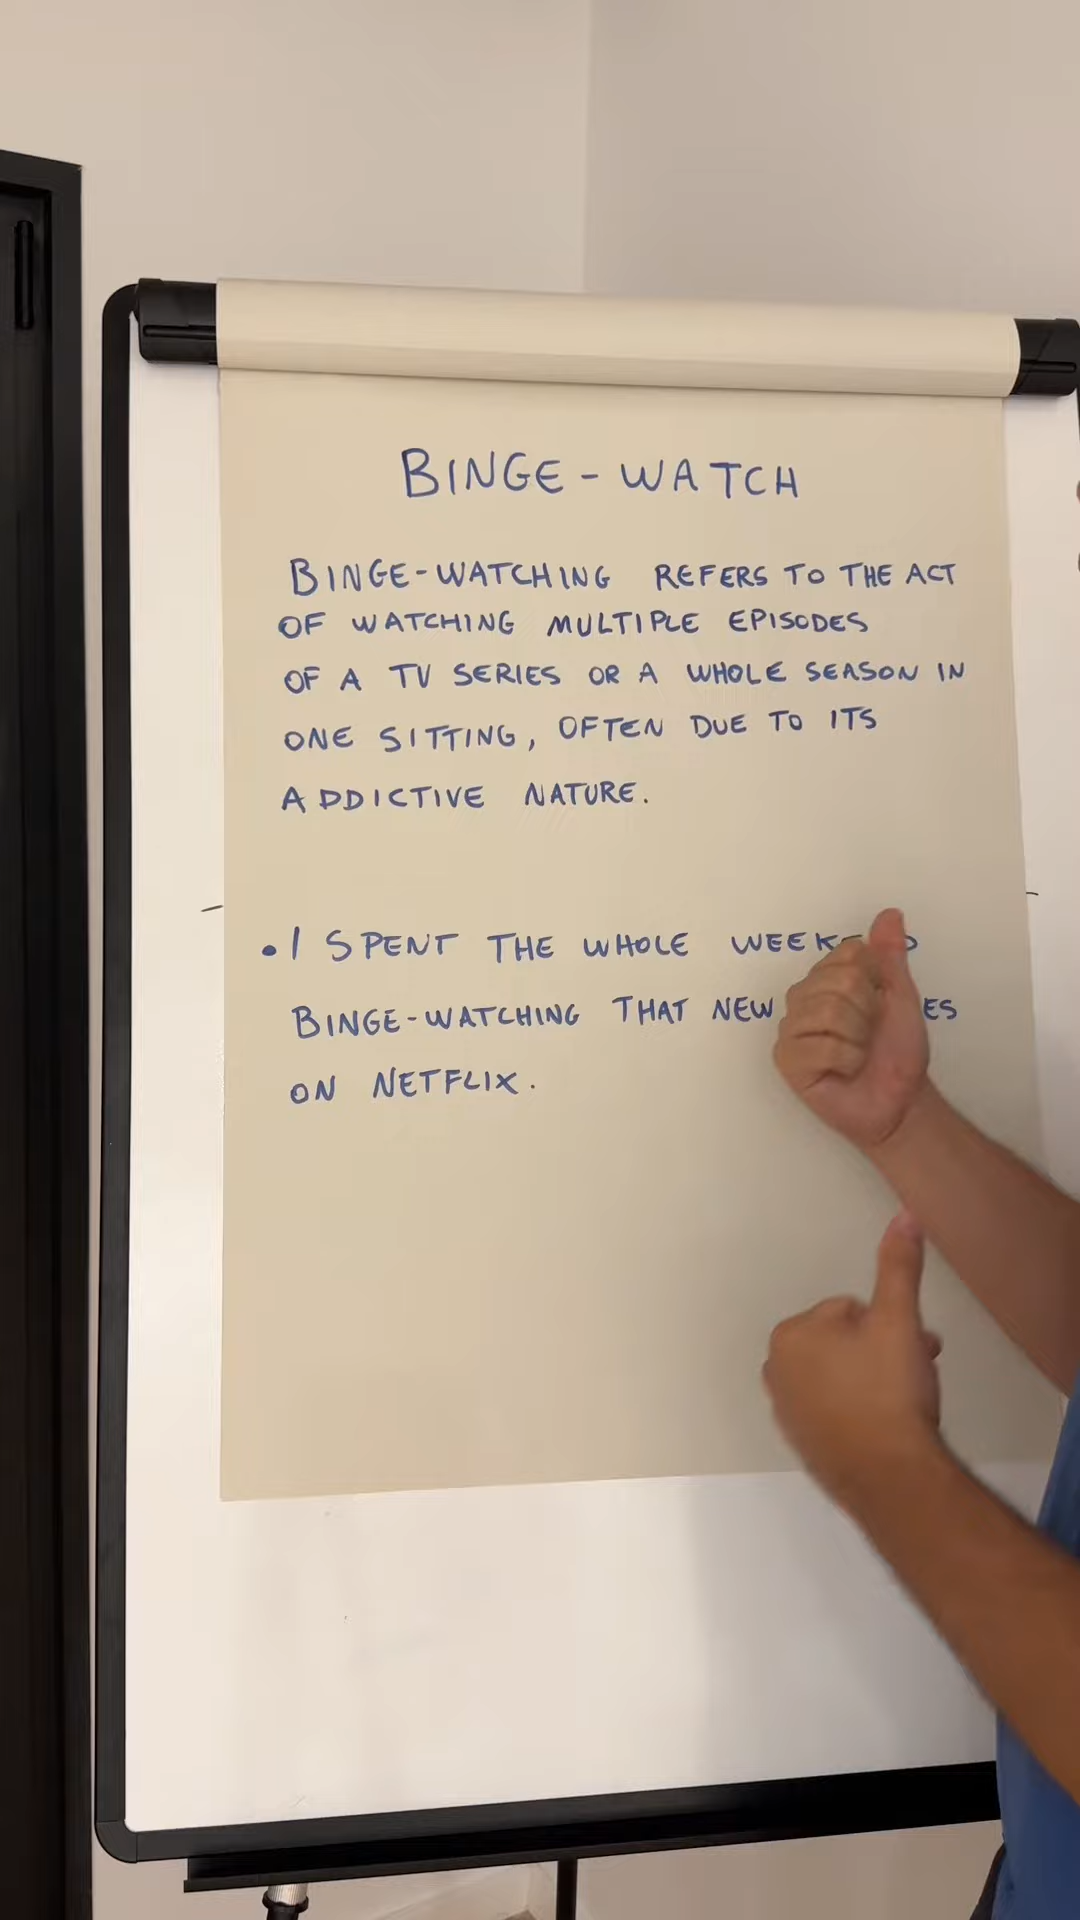 BINGE-WATCH
BINGE-WATCHING REFERS TO THE ACT
OF WATCHING MULTIPLE EPISODES
OF A TV SERIES OR A WHOLE SEASON IN
ONE SITTING, OFTEN DUE TO ITS
ADDICTIVE NATURE.
• I SPENT THE WHOLE
BINGE-WATCHING THAT NEW
ON NETFLIX.